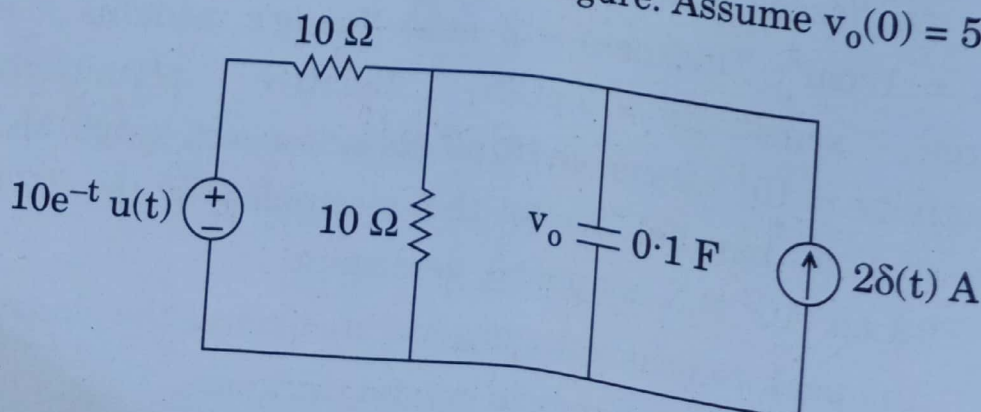 Assume v₀(0) = 5
10 Ω
10e⁻ᵗ u(t)
+
−
10 Ω
v₀
0·1 F
2δ(t) A